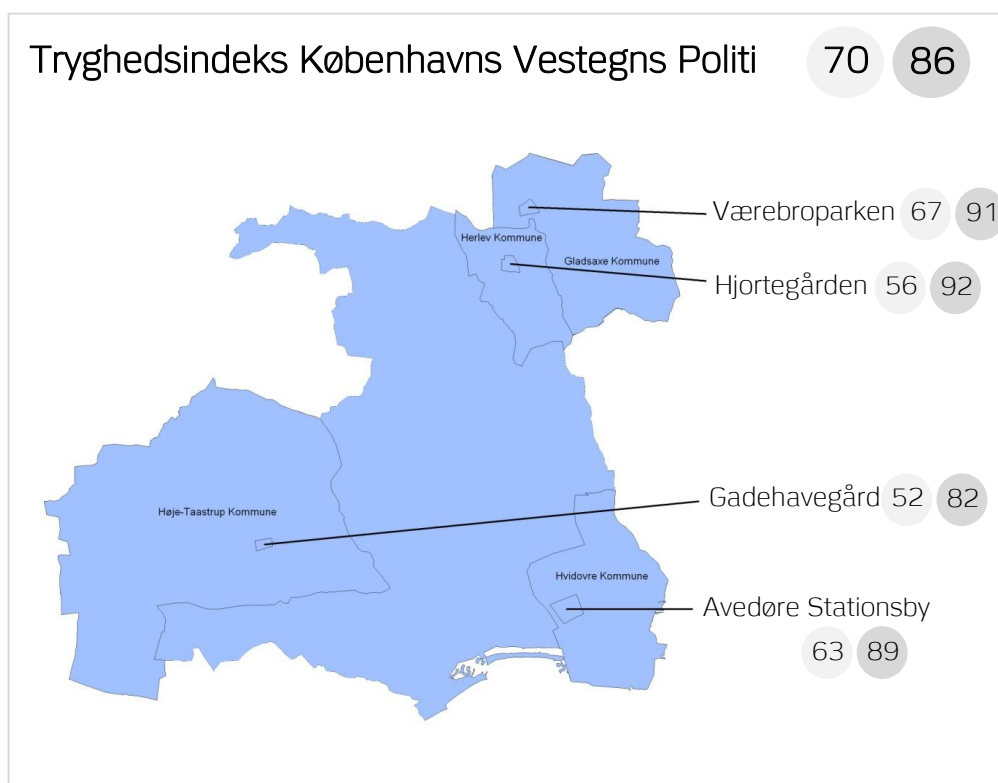 Tryghedsindeks Københavns Vestegns Politi 70 86
Værebroparken 67 91
Herlev Kommune
Gladsaxe Kommune
Hjortegården 56 92
Gadehavegård 52 82
Høje-Taastrup Kommune
Hvidovre Kommune
Avedøre Stationsby
63 89